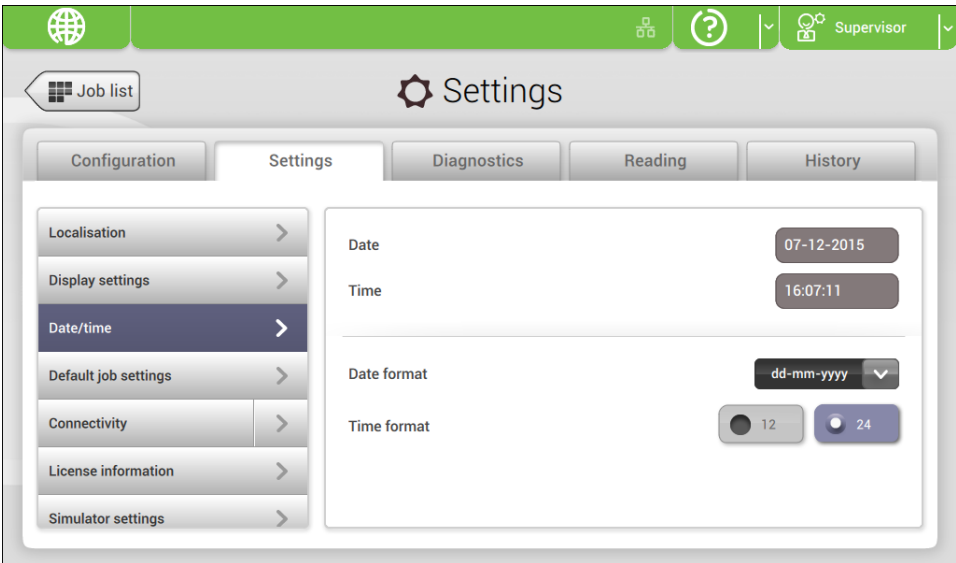 Supervisor
Job list
Settings
Configuration
Settings
Diagnostics
Reading
History
Localisation
Display settings
Date/time
Default job settings
Connectivity
License information
Simulator settings
Date
07-12-2015
Time
16:07:11
Date format
dd-mm-yyyy
Time format
12
24